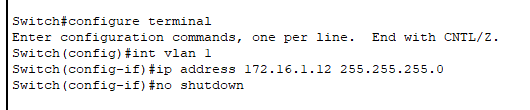 Switch#configure terminal
Enter configuration commands, one per line.  End with CNTL/Z.
Switch(config)#int vlan 1
Switch(config-if)#ip address 172.16.1.12 255.255.255.0
Switch(config-if)#no shutdown